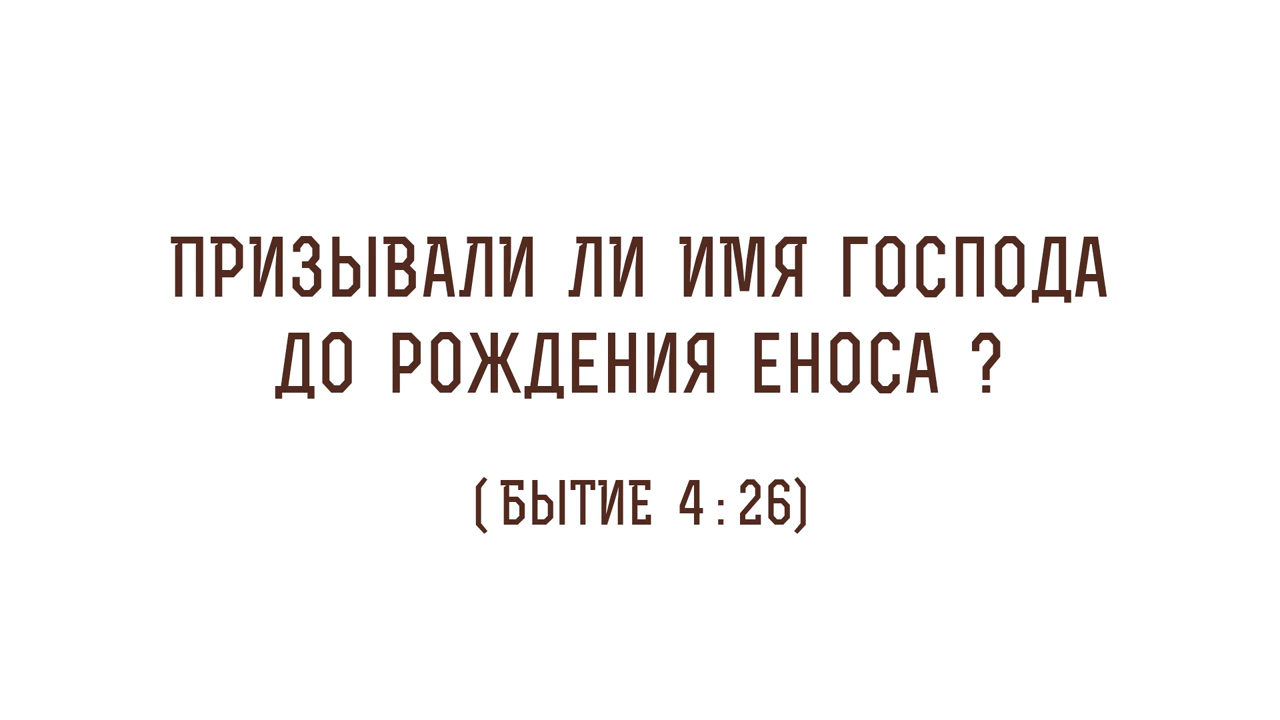 ПРИЗЫВАЛИ ЛИ ИМЯ ГОСПОДА
ДО РОЖДЕНИЯ ЕНОСА ?
(БЫТИЕ 4:26)